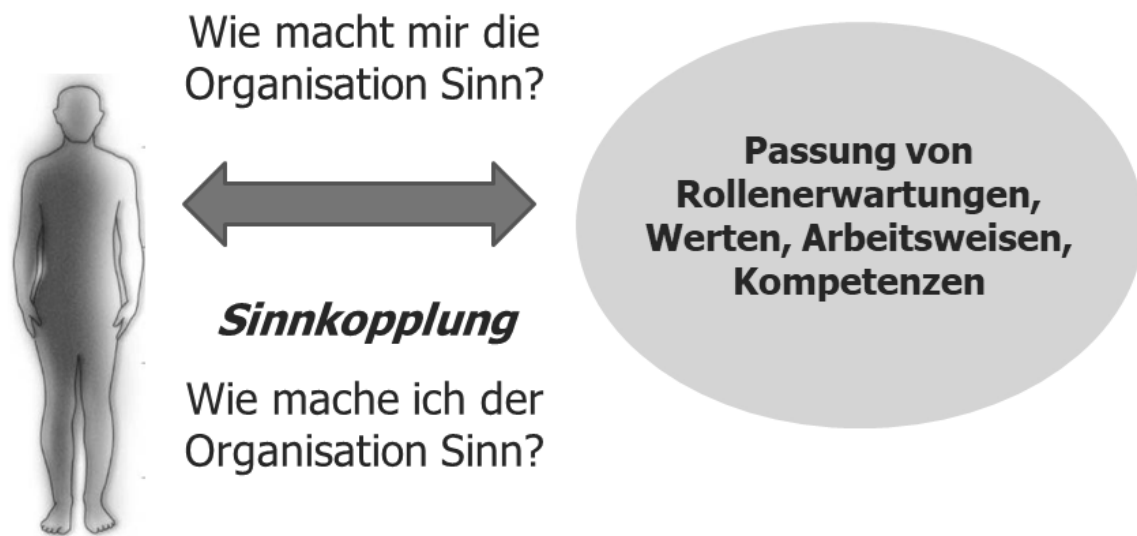 Wie macht mir die
Organisation Sinn?
Passung von
Rollenerwartungen,
Werten, Arbeitsweisen,
Kompetenzen
Sinnkopplung
Wie mache ich der
Organisation Sinn?